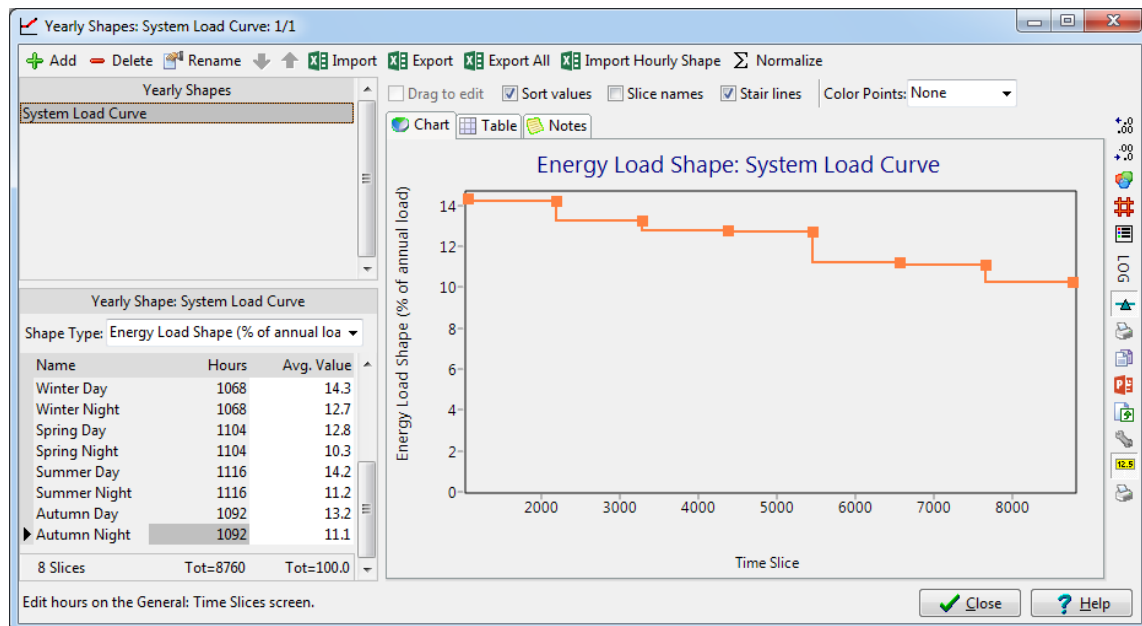 Yearly Shapes: System Load Curve: 1/1
Add Delete Rename Import Export Export All Import Hourly Shape Σ Normalize
Yearly Shapes
System Load Curve
Drag to edit Sort values Slice names Stair lines Color Points: None
Chart Table Notes
Energy Load Shape: System Load Curve
Energy Load Shape (% of annual load)
14
12
10
8
6
4
2
0
2000 3000 4000 5000 6000 7000 8000
Time Slice
Yearly Shape: System Load Curve
Shape Type: Energy Load Shape (% of annual loa
Name Hours Avg. Value
Winter Day 1068 14.3
Winter Night 1068 12.7
Spring Day 1104 12.8
Spring Night 1104 10.3
Summer Day 1116 14.2
Summer Night 1116 11.2
Autumn Day 1092 13.2
Autumn Night 1092 11.1
8 Slices Tot=8760 Tot=100.0
.0
.00
.00
.0
LOG
12.5
Edit hours on the General: Time Slices screen.
Close ? Help